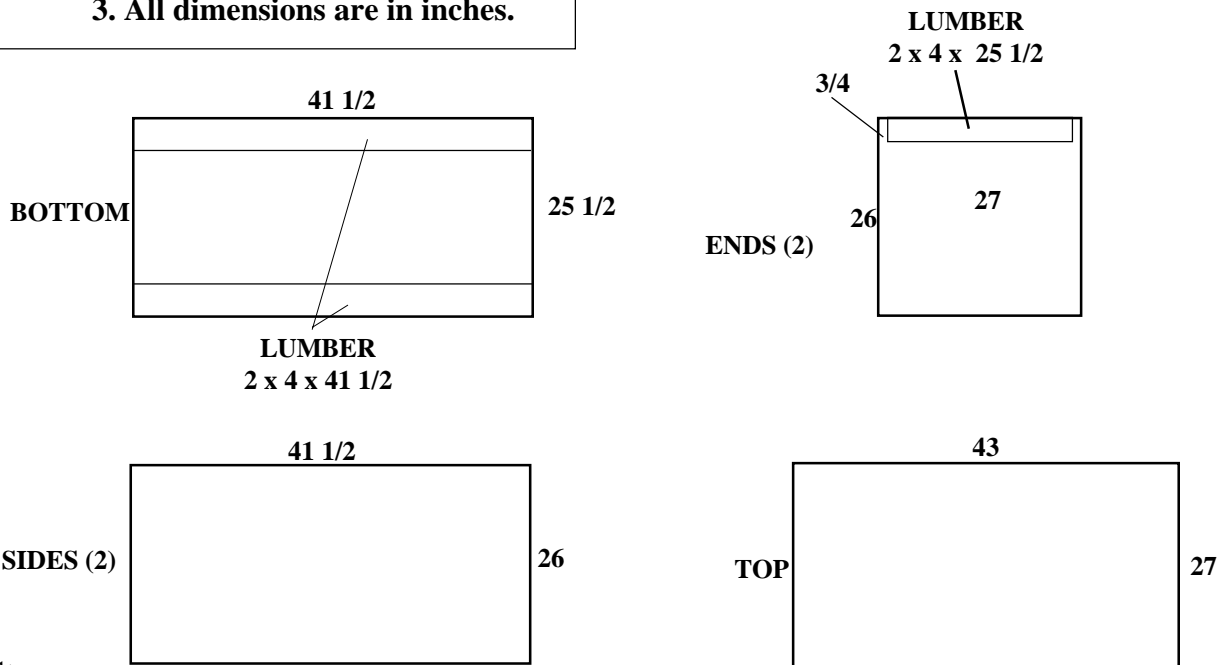 3. All dimensions are in inches.
LUMBER
2 x 4 x 25 1/2
3/4
41 1/2
BOTTOM
25 1/2
26
27
ENDS (2)
LUMBER
2 x 4 x 41 1/2
41 1/2
SIDES (2)
26
43
TOP
27